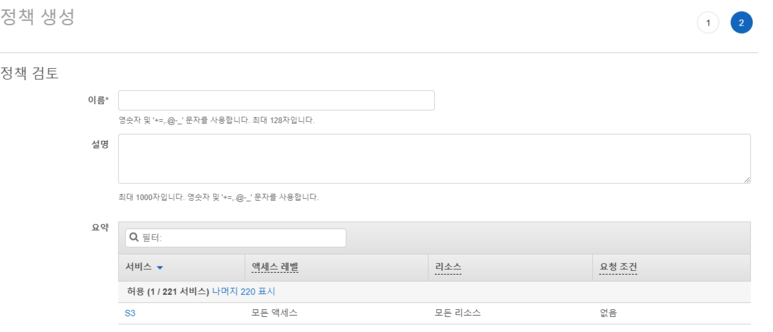 정책 생성
1 2
정책 검토
이름*
영숫자 및 '+=,.@-_' 문자를 사용합니다. 최대 128자입니다.
설명
최대 1000자입니다. 영숫자 및 '+=,.@-_' 문자를 사용합니다.
요약
필터:
서비스 액세스 레벨 리소스 요청 조건
허용 (1 / 221 서비스) 나머지 220 표시
S3 모든 액세스 모든 리소스 없음